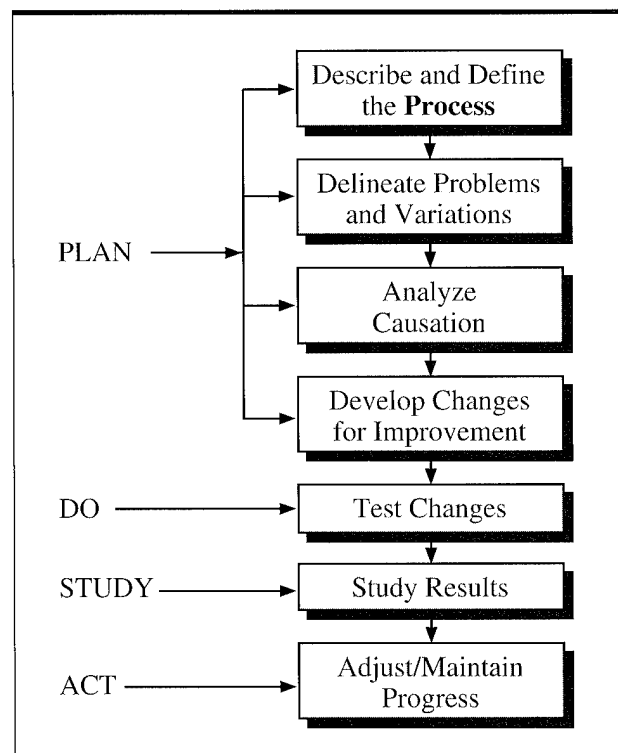 Describe and Define
the Process
Delineate Problems
and Variations
PLAN
Analyze
Causation
Develop Changes
for Improvement
DO
Test Changes
STUDY
Study Results
ACT
Adjust/Maintain
Progress